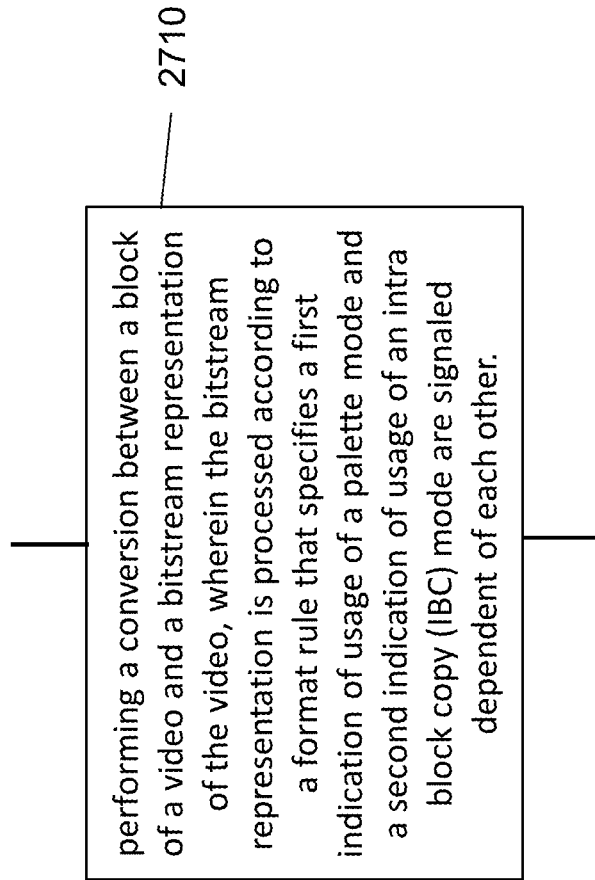 performing a conversion between a block
of a video and a bitstream representation
of the video, wherein the bitstream
representation is processed according to
a format rule that specifies a first
indication of usage of a palette mode and
a second indication of usage of an intra
block copy (IBC) mode are signaled
dependent of each other.
2710